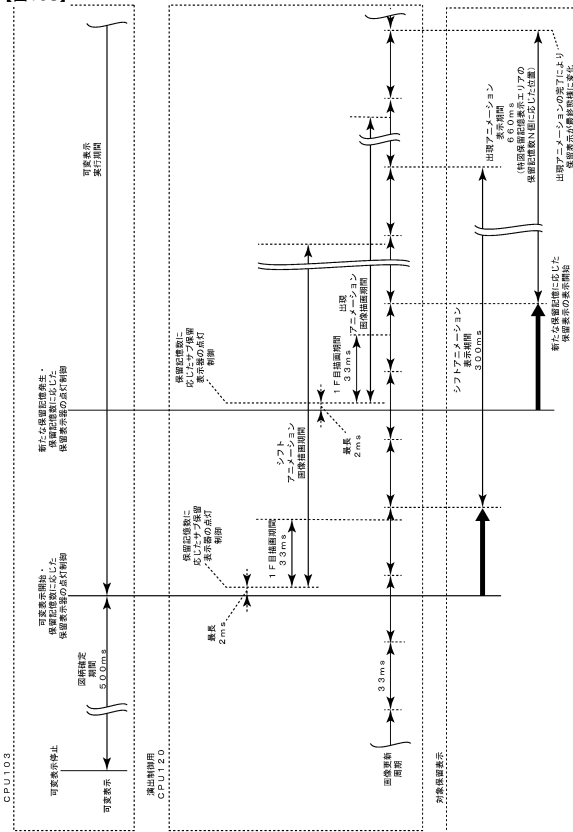 CPU103
可変表示停止
可変表示
図柄確定
期間
500ms
可変表示開始・
保留記憶数に応じた
保留表示器の点灯制御
新たな保留記憶発生・
保留記憶数に応じた
保留表示器の点灯制御
可変表示
実行期間
演出制御用
CPU120
最長
2ms
保留記憶数に
応じたサブ保留
表示器の点灯
制御
1F目描画期間
33ms
シフト
アニメーション
画像描画期間
最長
2ms
保留記憶数に
応じたサブ保留
表示器の点灯
制御
1F目描画期間
33ms
出現
アニメーション
画像描画期間
画像更新
周期
33ms
対象保留表示
シフトアニメーション
表示期間
300ms
新たな保留記憶に応じた
保留表示の表示開始
出現アニメーション
表示期間
660ms
(特図保留記憶表示エリアの
保留記憶数N個に応じた位置)
出現アニメーションの完了により
保留表示が最終態様に変化